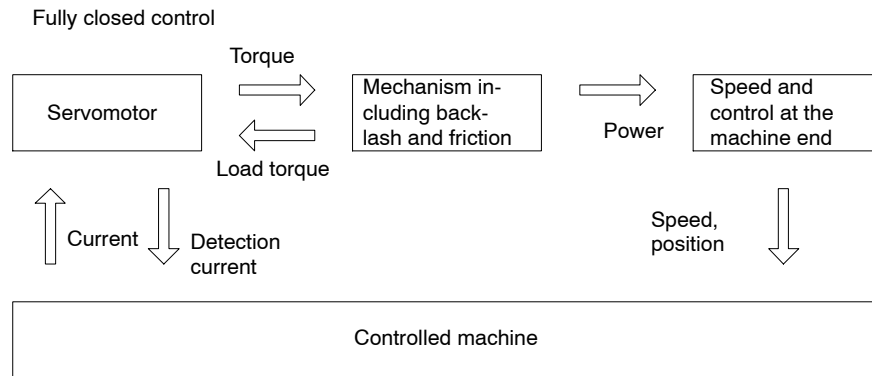 Fully closed control
Torque
Servomotor
Mechanism in-
cluding back-
lash and friction
Speed and
control at the
machine end
Load torque
Power
Current
Detection
current
Speed,
position
Controlled machine